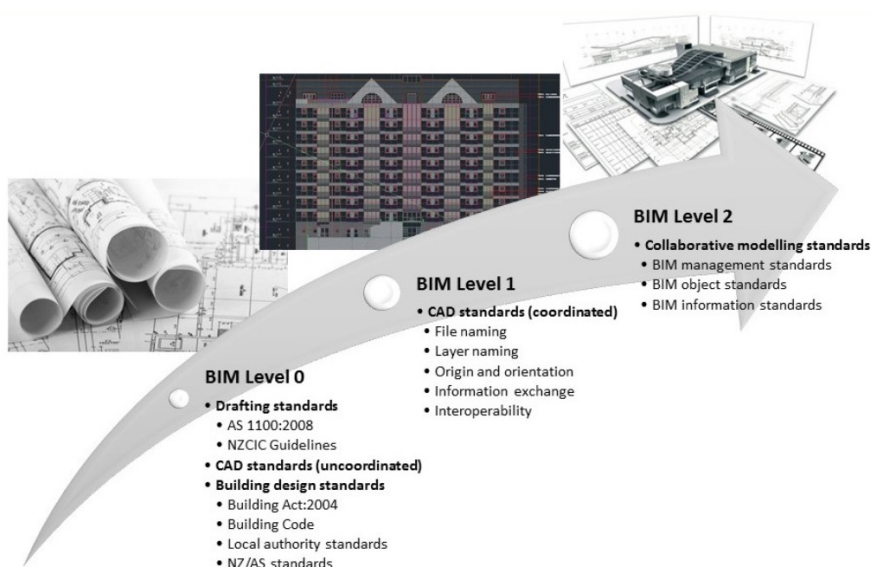 BIM Level 2
• Collaborative modelling standards
• BIM management standards
• BIM object standards
• BIM information standards
BIM Level 1
• CAD standards (coordinated)
• File naming
• Layer naming
• Origin and orientation
• Information exchange
• Interoperability
BIM Level 0
• Drafting standards
• AS 1100:2008
• NZCIC Guidelines
• CAD standards (uncoordinated)
• Building design standards
• Building Act:2004
• Building Code
• Local authority standards
• NZ/AS standards